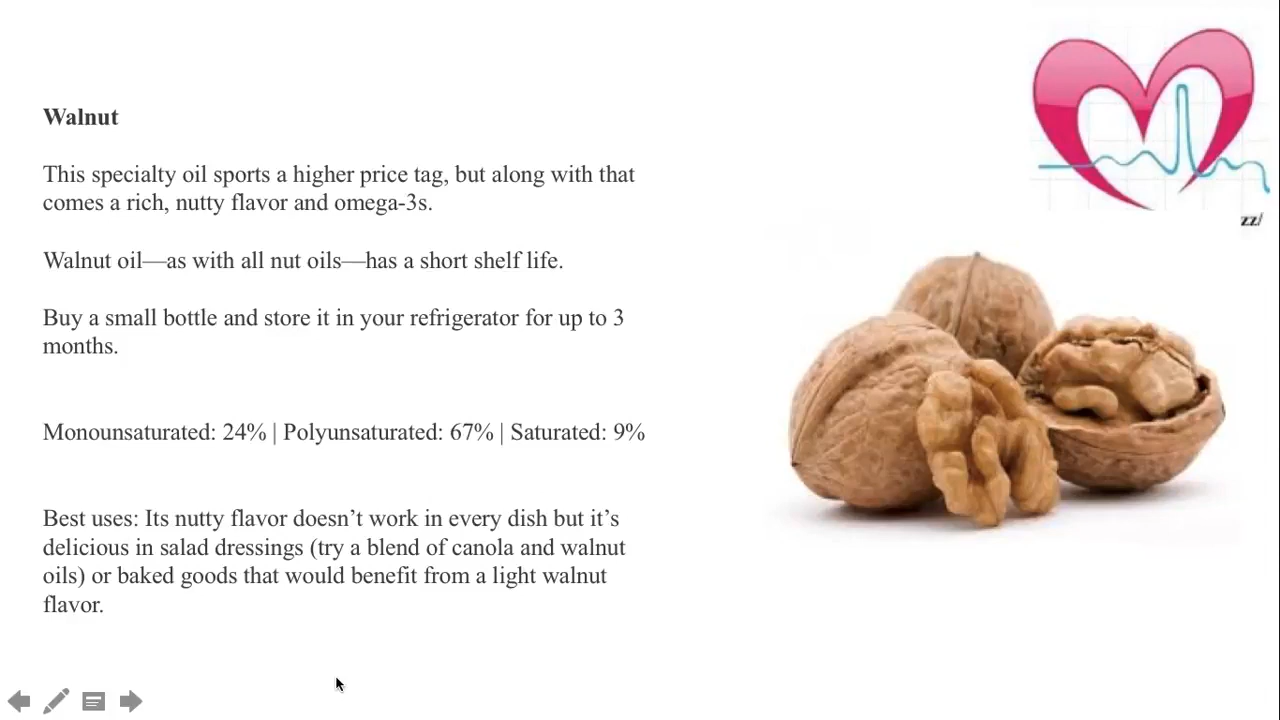 Walnut
This specialty oil sports a higher price tag, but along with that
comes a rich, nutty flavor and omega-3s.
Walnut oil—as with all nut oils—has a short shelf life.
Buy a small bottle and store it in your refrigerator for up to 3
months.
Monounsaturated: 24% | Polyunsaturated: 67% | Saturated: 9%
Best uses: Its nutty flavor doesn’t work in every dish but it’s
delicious in salad dressings (try a blend of canola and walnut
oils) or baked goods that would benefit from a light walnut
flavor.
zz/